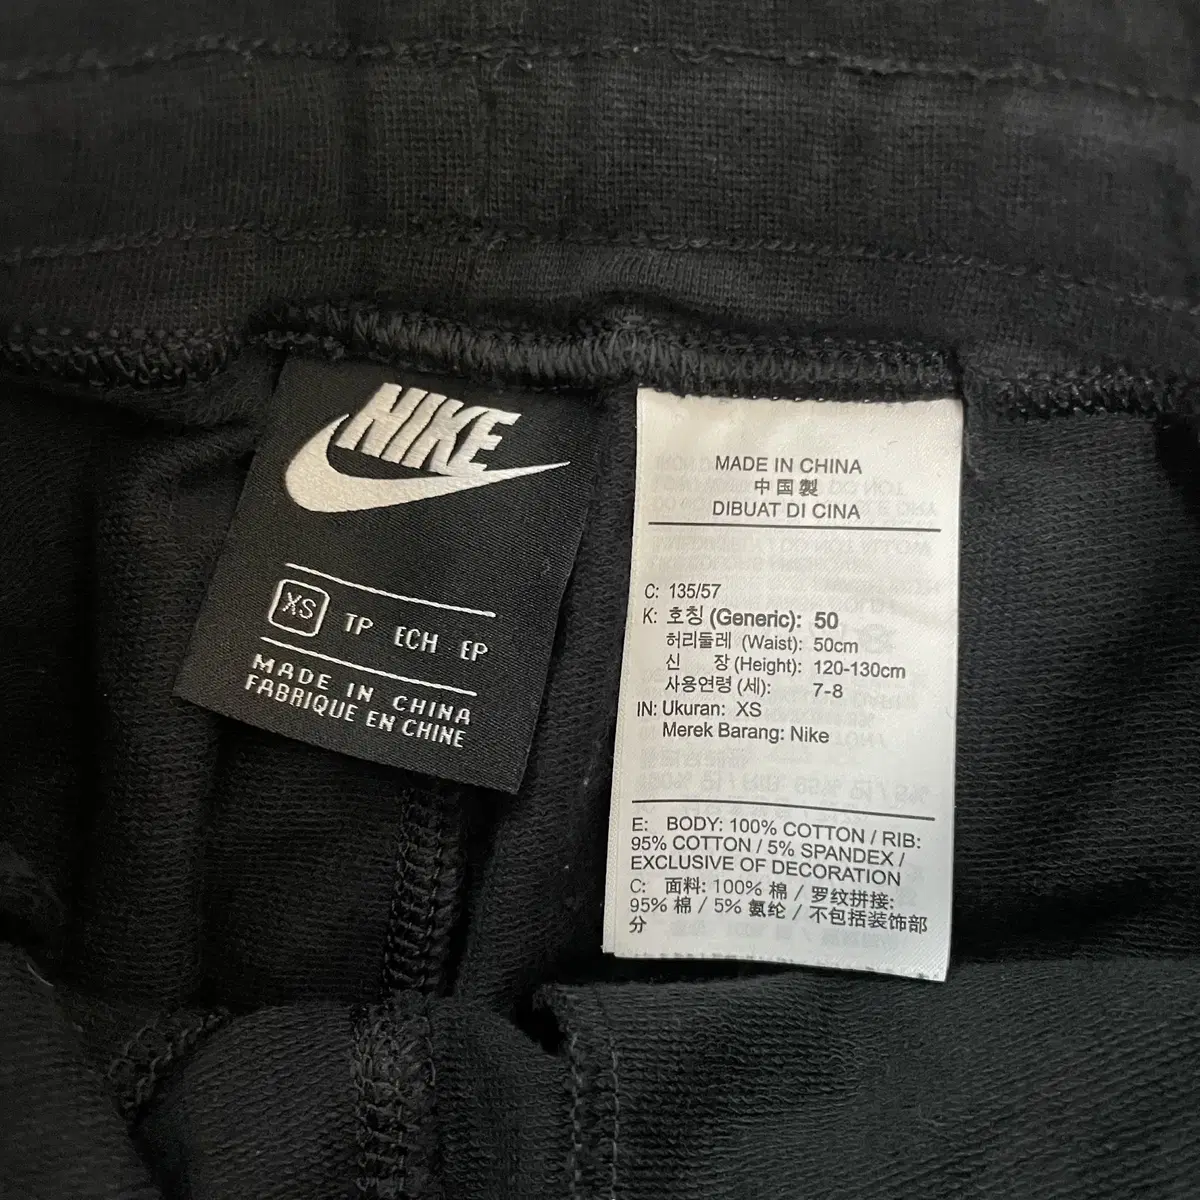 NIKE
XS TP ECH EP
MADE IN CHINA
FABRIQUE EN CHINE
MADE IN CHINA
中国製
DIBUAT DI CINA
C: 135/57
K: 호칭 (Generic): 50
허리둘레 (Waist): 50cm
신 장 (Height): 120-130cm
사용연령 (세): 7-8
IN: Ukuran: XS
Merek Barang: Nike
E: BODY: 100% COTTON / RIB:
95% COTTON / 5% SPANDEX /
EXCLUSIVE OF DECORATION
C: 面料: 100% 棉 / 罗纹拼接:
95% 棉 / 5% 氨纶 / 不包括装饰部
分